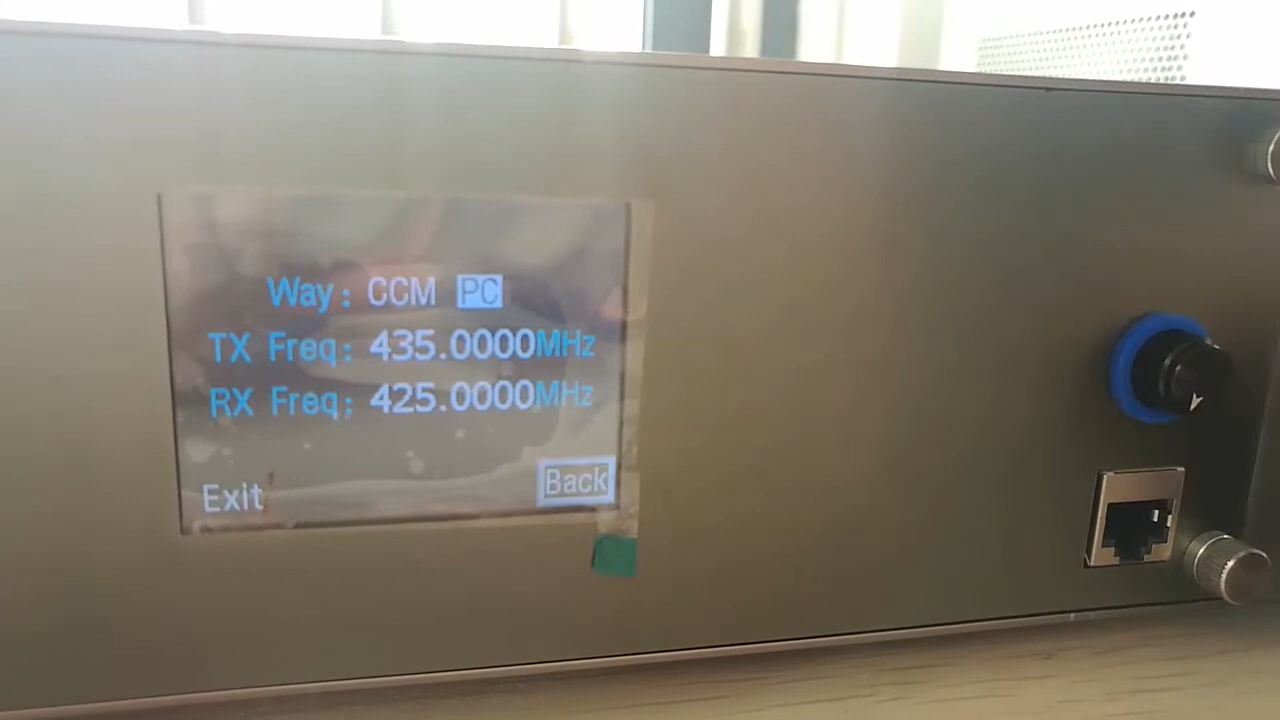 Way: CCM PC
TX Freq: 435.0000MHz
RX Freq: 425.0000MHz
Exit Back